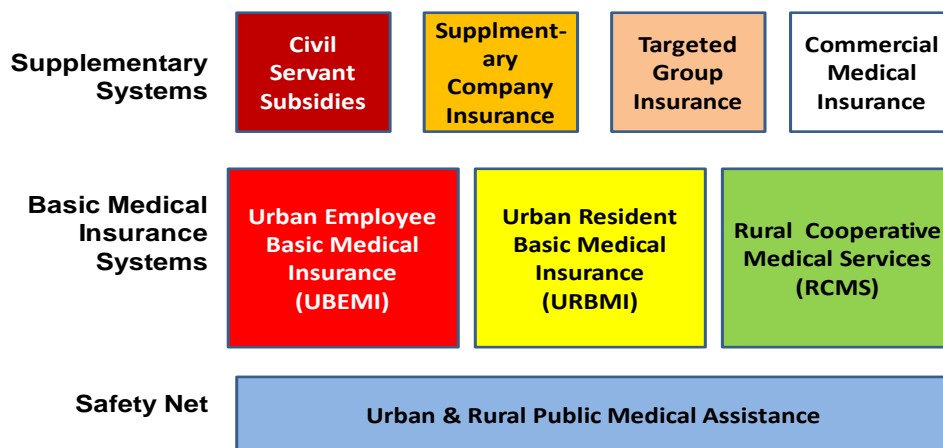 Supplementary
Systems
Civil
Servant
Subsidies
Supplment-
ary
Company
Insurance
Targeted
Group
Insurance
Commercial
Medical
Insurance
Basic Medical
Insurance
Systems
Urban Employee
Basic Medical
Insurance
(UBEMI)
Urban Resident
Basic Medical
Insurance
(URBMI)
Rural Cooperative
Medical Services
(RCMS)
Safety Net
Urban & Rural Public Medical Assistance